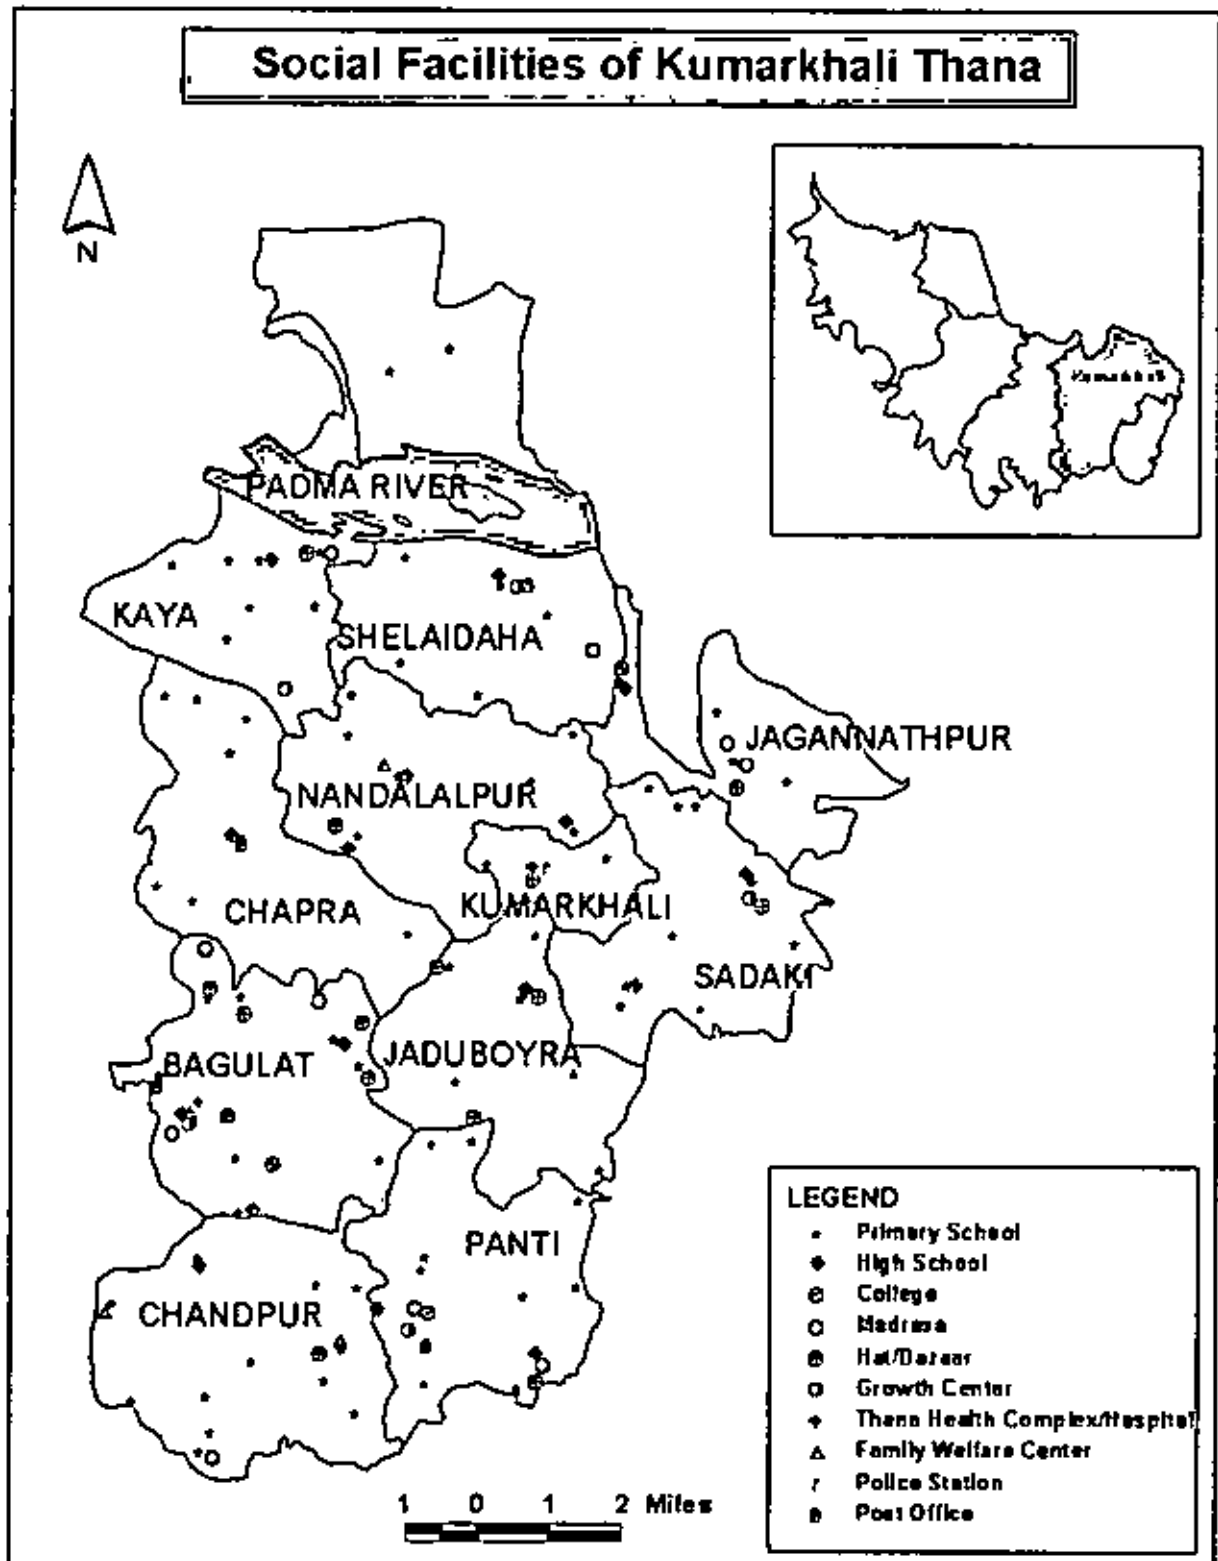 Social Facilities of Kumarkhali Thana
N
Kumarkhali
PADMA RIVER
KAYA
SHELAIDAHA
JAGANNATHPUR
NANDALALPUR
CHAPRA
KUMARKHALI
SADAKI
BAGULAT
JADUBOYRA
PANTI
CHANDPUR
LEGEND
Primary School
High School
College
Madrasa
Hat/Bazaar
Growth Center
Thana Health Complex/Hospital
Family Welfare Center
Police Station
Post Office
1 0 1 2 Miles